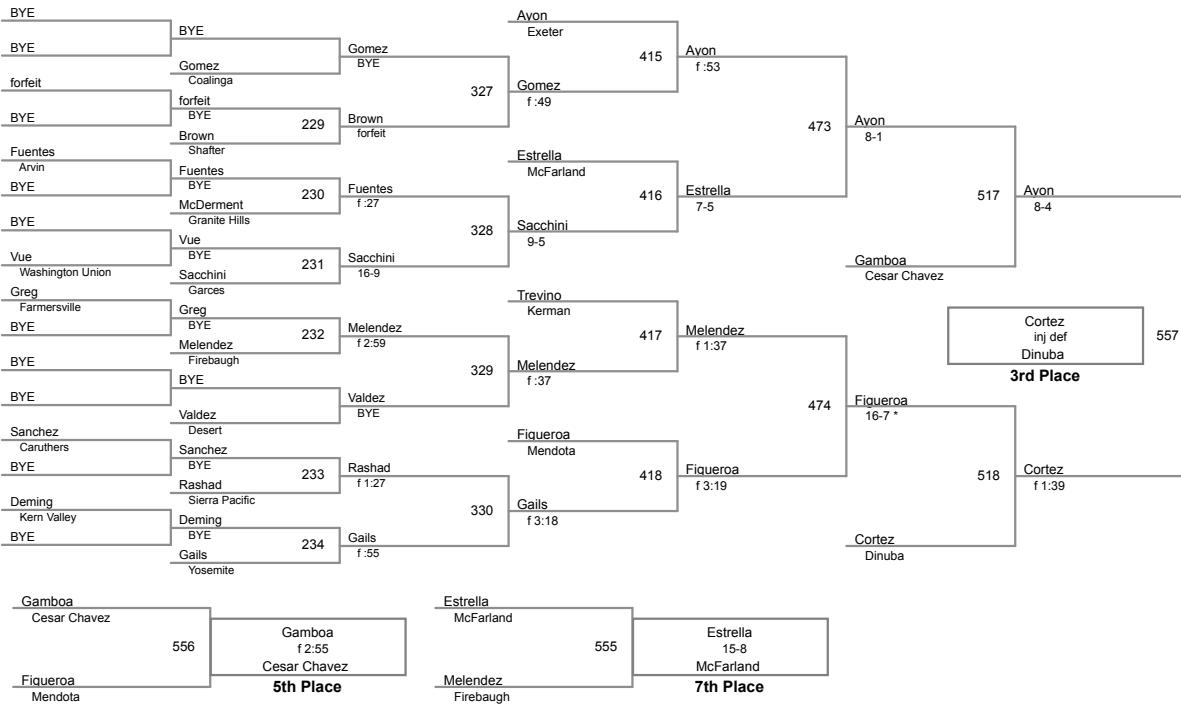 BYE
BYE
forfeit
BYE
Fuentes
Arvin
BYE
BYE
Vue
Washington Union
Greg
Farmersville
BYE
BYE
BYE
Sanchez
Caruthers
BYE
Deming
Kern Valley
BYE
BYE
Gomez
Coalinga
forfeit
BYE
229
Brown
Shafter
Fuentes
BYE
230
McDerment
Granite Hills
Vue
BYE
231
Sacchini
Garces
Greg
BYE
232
Melendez
Firebaugh
BYE
Valdez
Desert
Sanchez
BYE
233
Rashad
Sierra Pacific
Deming
BYE
234
Gails
Yosemite
Gomez
BYE
327
Brown
forfeit
Fuentes
f :27
328
Sacchini
16-9
Melendez
f 2:59
329
Valdez
BYE
Rashad
f 1:27
330
Gails
f :55
Ayon
Exeter
415
Gomez
f :49
Estrella
McFarland
416
Sacchini
9-5
Trevino
Kerman
417
Melendez
f :37
Figueroa
Mendota
418
Gails
f 3:18
Ayon
f :53
473
Estrella
7-5
Melendez
f 1:37
474
Figueroa
f 3:19
Ayon
8-1
517
Gamboa
Cesar Chavez
Figueroa
16-7 *
518
Cortez
Dinuba
Ayon
8-4
Cortez
inj def
Dinuba
557
3rd Place
Cortez
f 1:39
Gamboa
Cesar Chavez
556
Figueroa
Mendota
Gamboa
f 2:55
Cesar Chavez
5th Place
Estrella
McFarland
555
Melendez
Firebaugh
Estrella
15-8
McFarland
7th Place